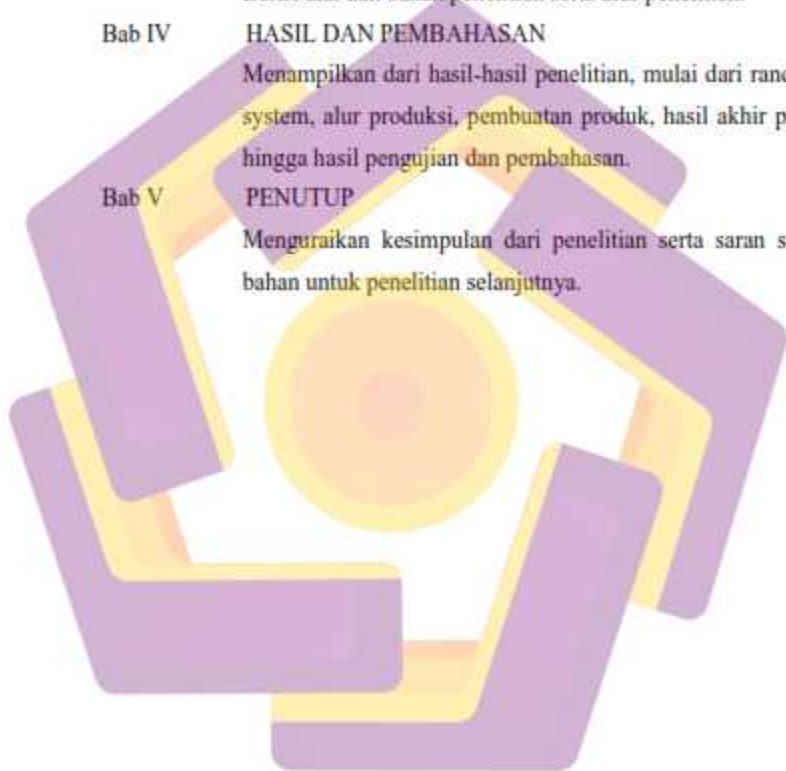 Bab IV HASIL DAN PEMBAHASAN
Menampilkan dari hasil-hasil penelitian, mulai dari
system, alur produksi, pembuatan produk, hasil akhir
hingga hasil pengujian dan pembahasan.
Bab V PENUTUP
Menguraikan kesimpulan dari penelitian serta saran
bahan untuk penelitian selanjutnya.